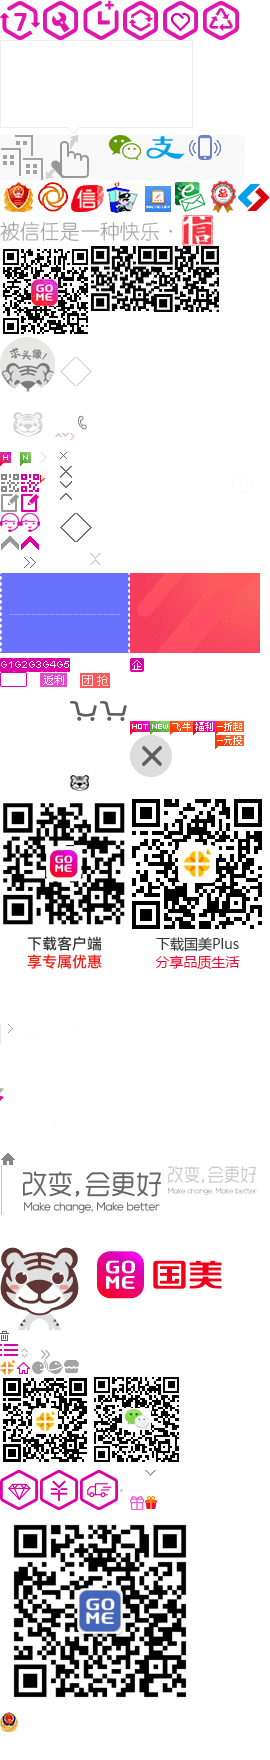 7
支
信
被信任是一种快乐·信
GO
ME
求头像!
H
N
G1G2G3G4G5
企
返利
团 抢
HOT NEW 飞牛 福利 一折起
一元投
GO
ME
下载客户端
享专属优惠
下载国美Plus
分享品质生活
改变,会更好
Make change, Make better
改变,会更好
Make change, Make better
GO
ME
国美
¥
GO
ME